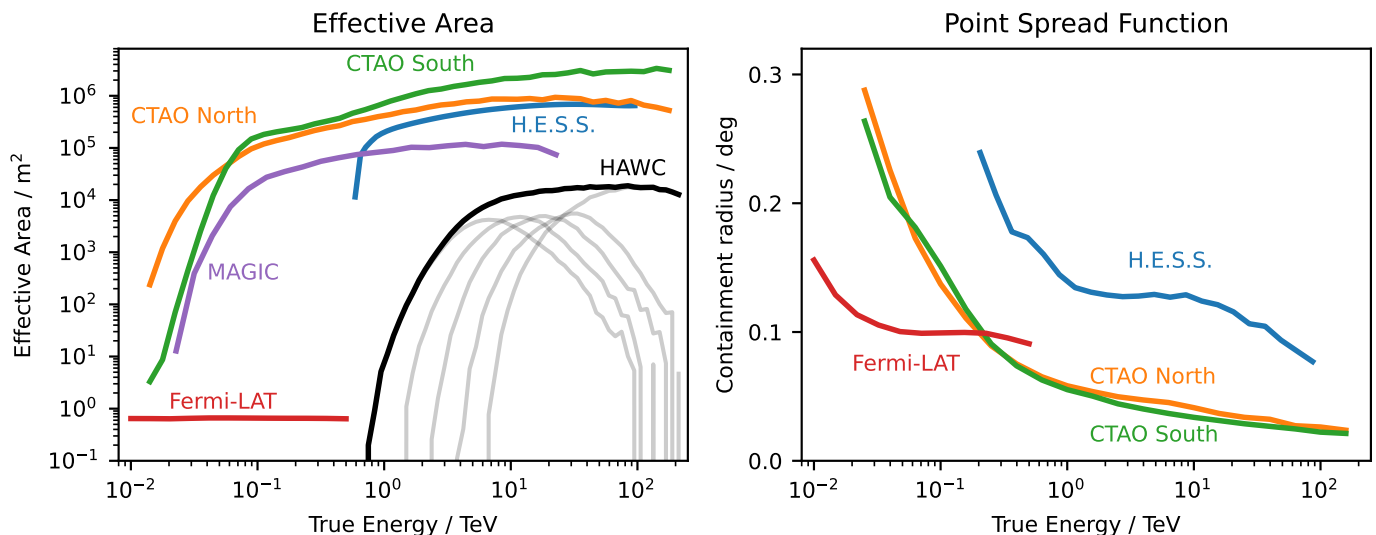 Effective Area
Effective Area / m²
10⁶
10⁵
10⁴
10³
10²
10¹
10⁰
10⁻¹
CTAO South
CTAO North
H.E.S.S.
HAWC
MAGIC
Fermi-LAT
10⁻² 10⁻¹ 10⁰ 10¹ 10²
True Energy / TeV
Point Spread Function
Containment radius / deg
0.3
0.2
0.1
0.0
H.E.S.S.
Fermi-LAT
CTAO North
CTAO South
10⁻² 10⁻¹ 10⁰ 10¹ 10²
True Energy / TeV